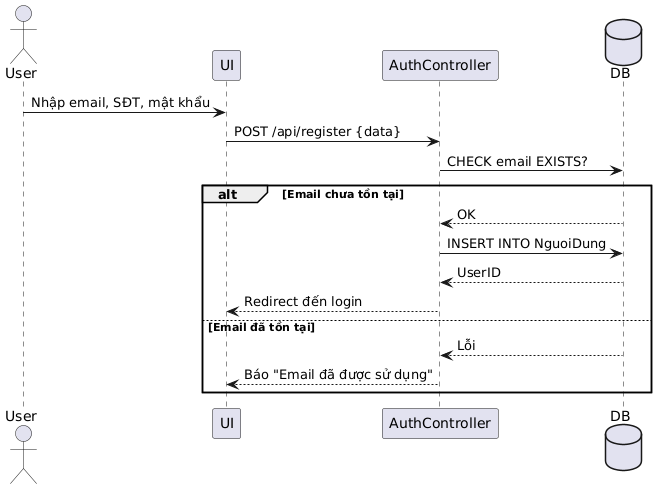 User
UI
AuthController
DB
Nhập email, SĐT, mật khẩu
POST /api/register {data}
CHECK email EXISTS?
alt [Email chưa tồn tại]
OK
INSERT INTO NguoiDung
UserID
Redirect đến login
[Email đã tồn tại]
Lỗi
Báo "Email đã được sử dụng"
User
UI
AuthController
DB